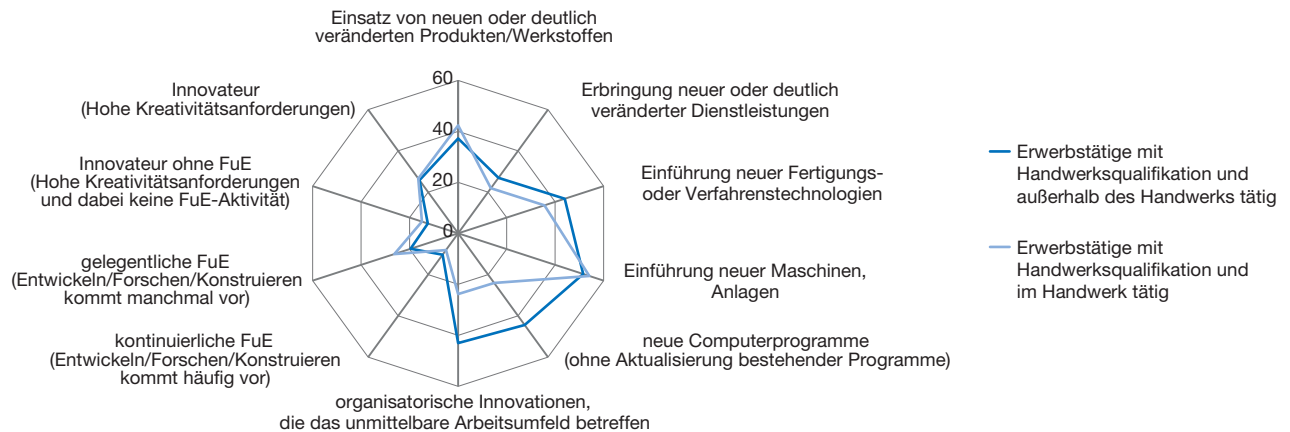 Einsatz von neuen oder deutlich
veränderten Produkten/Werkstoffen
60
40
20
0
Erbringung neuer oder deutlich
veränderter Dienstleistungen
Einführung neuer Fertigungs-
oder Verfahrenstechnologien
Einführung neuer Maschinen,
Anlagen
neue Computerprogramme
(ohne Aktualisierung bestehender Programme)
organisatorische Innovationen,
die das unmittelbare Arbeitsumfeld betreffen
kontinuierliche FuE
(Entwickeln/Forschen/Konstruieren
kommt häufig vor)
gelegentliche FuE
(Entwickeln/Forschen/Konstruieren
kommt manchmal vor)
Innovateur ohne FuE
(Hohe Kreativitätsanforderungen
und dabei keine FuE-Aktivität)
Innovateur
(Hohe Kreativitätsanforderungen)
Erwerbstätige mit
Handwerksqualifikation und
außerhalb des Handwerks tätig
Erwerbstätige mit
Handwerksqualifikation und
im Handwerk tätig